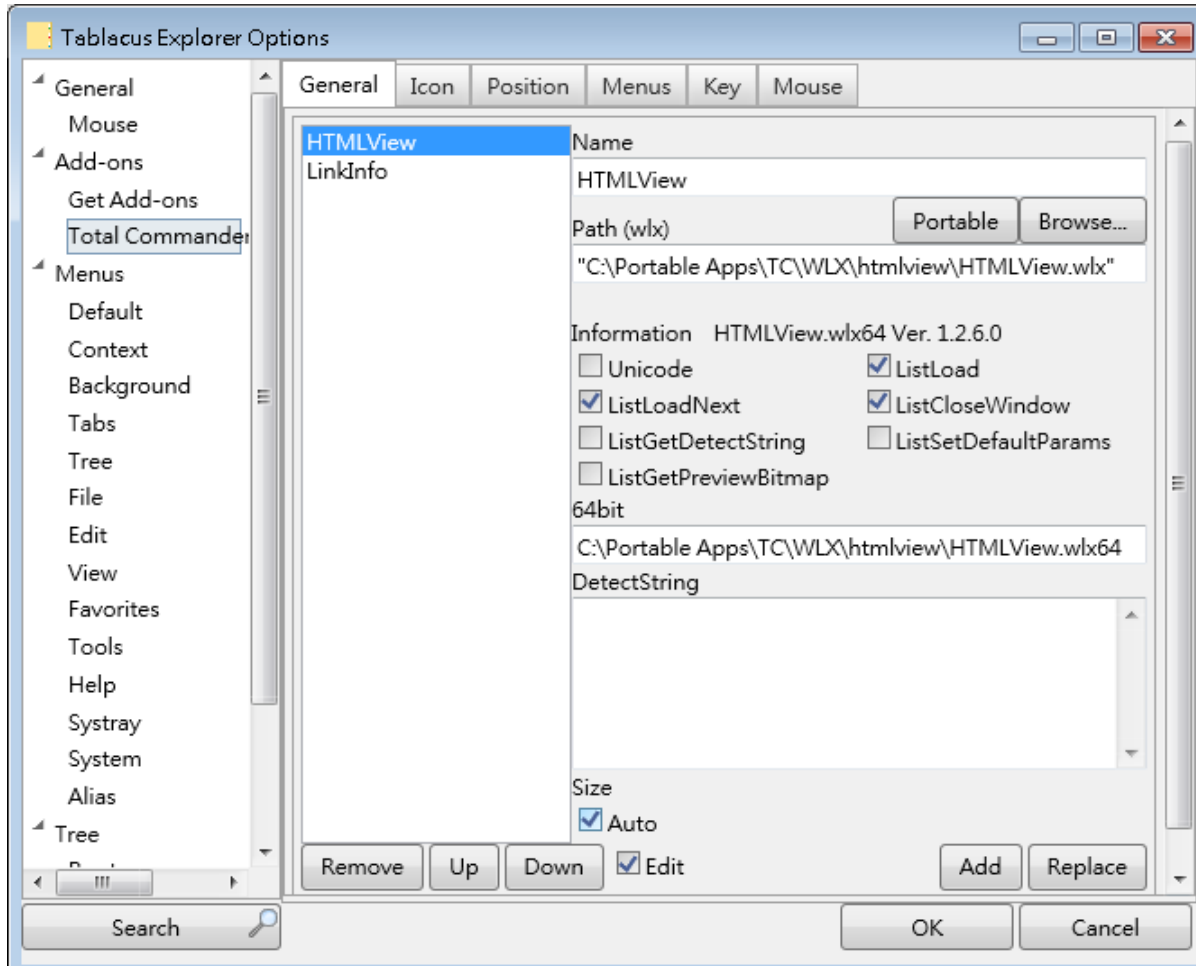 Tablacus Explorer Options
General
Mouse
Add-ons
Get Add-ons
Total Commander
Menus
Default
Context
Background
Tabs
Tree
File
Edit
View
Favorites
Tools
Help
Systray
System
Alias
Tree
Search
General Icon Position Menus Key Mouse
HTMLView
LinkInfo
Remove Up Down Edit
Name
HTMLView
Path (wlx) Portable Browse...
"C:\Portable Apps\TC\WLX\htmlview\HTMLView.wlx"
Information HTMLView.wlx64 Ver. 1.2.6.0
Unicode ListLoad
ListLoadNext ListCloseWindow
ListGetDetectString ListSetDefaultParams
ListGetPreviewBitmap
64bit
C:\Portable Apps\TC\WLX\htmlview\HTMLView.wlx64
DetectString
Size
Auto
Add Replace
OK Cancel